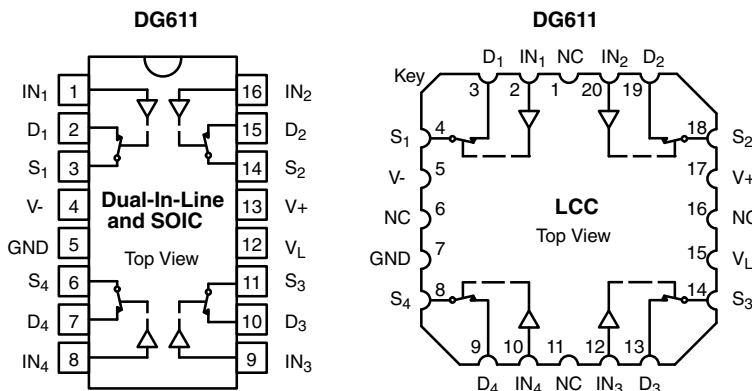 DG611
IN1 1 16 IN2
D1 2 15 D2
S1 3 14 S2
V- 4 Dual-In-Line 13 V+
and SOIC
GND 5 Top View 12 VL
S4 6 11 S3
D4 7 10 D3
IN4 8 9 IN3
DG611
D1 IN1 NC IN2 D2
Key 3 2 1 20 19
S1 4 18 S2
V- 5 17 V+
NC 6 LCC 16 NC
Top View
GND 7 15 VL
S4 8 14 S3
9 10 11 12 13
D4 IN4 NC IN3 D3